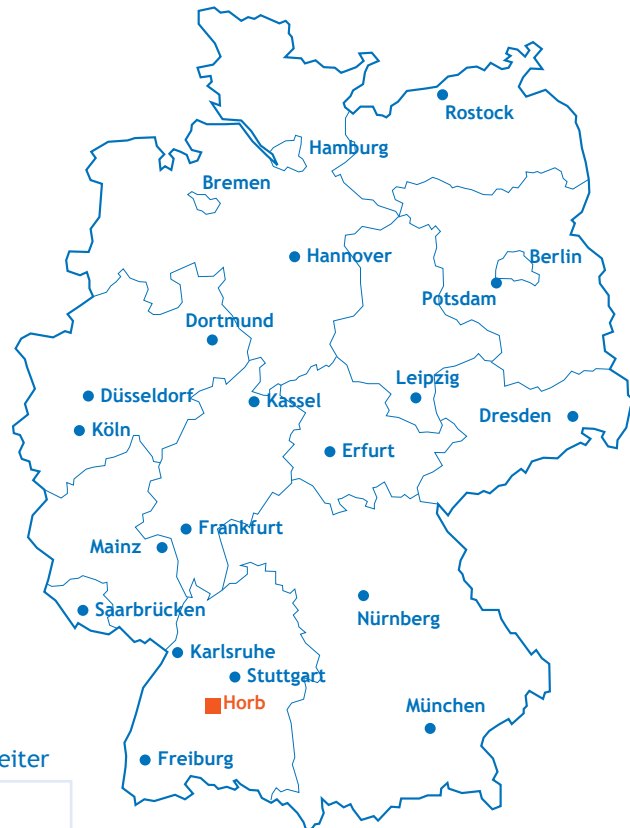 Rostock
Hamburg
Bremen
Hannover
Berlin
Potsdam
Dortmund
Leipzig
Düsseldorf
Kassel
Dresden
Köln
Erfurt
Frankfurt
Mainz
Saarbrücken
Nürnberg
Karlsruhe
Stuttgart
Horb
München
Freiburg
eiter